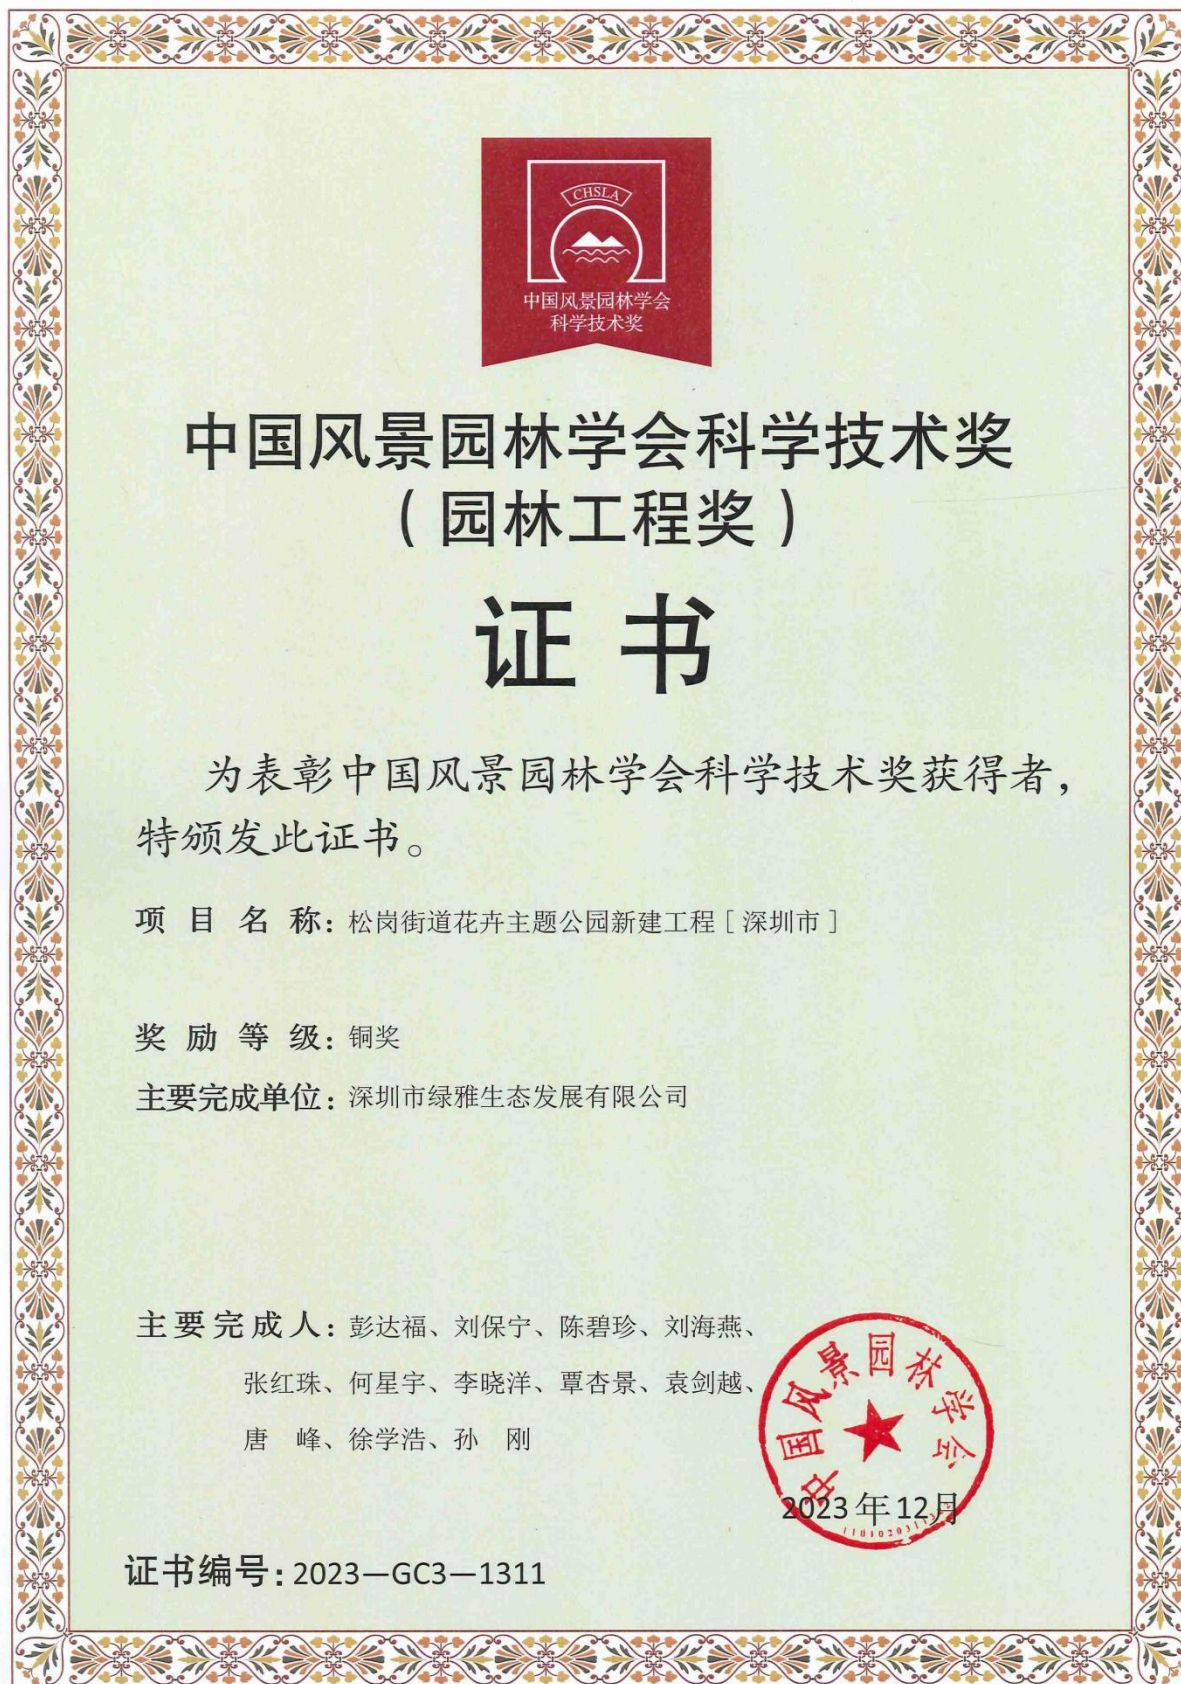 CHSLA
中国风景园林学会
科学技术奖
中国风景园林学会科学技术奖
（园林工程奖）
证书
为表彰中国风景园林学会科学技术奖获得者，
特颁发此证书。
项目名称：松岗街道花卉主题公园新建工程［深圳市］
奖励等级：铜奖
主要完成单位：深圳市绿雅生态发展有限公司
主要完成人：彭达福、刘保宁、陈碧珍、刘海燕、
张红珠、何星宇、李晓洋、覃杏景、袁剑越、
唐　峰、徐学浩、孙　刚
中国风景园林学会
2023年12月
证书编号：2023—GC3—1311